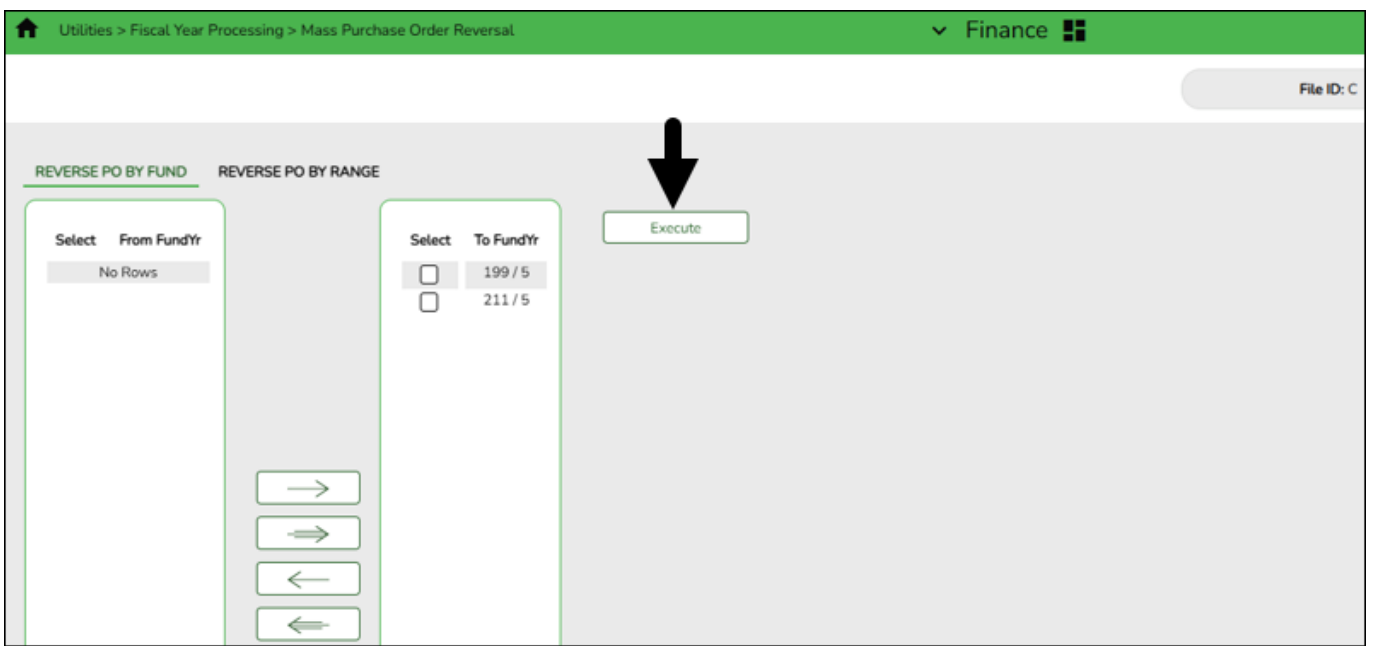 Utilities > Fiscal Year Processing > Mass Purchase Order Reversal
Finance
File ID: C
REVERSE PO BY FUND
REVERSE PO BY RANGE
Select From FundYr
No Rows
Select To FundYr
199 / 5
211 / 5
Execute